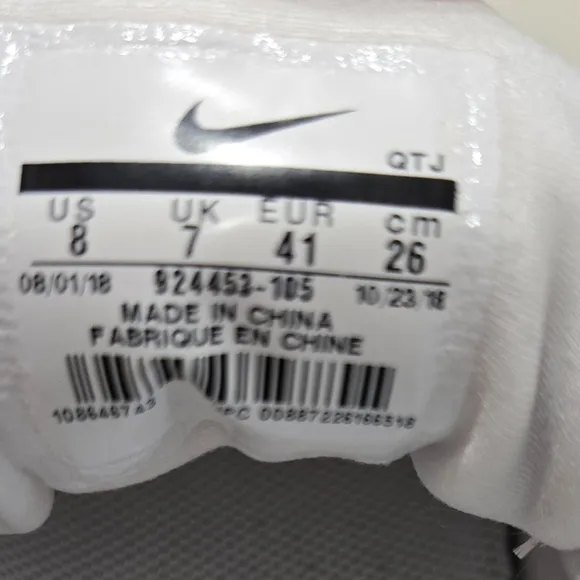 QTJ
US UK EUR cm
8 7 41 26
08/01/18 924453-105 10/23/18
MADE IN CHINA
FABRIQUE EN CHINE
00887226166518